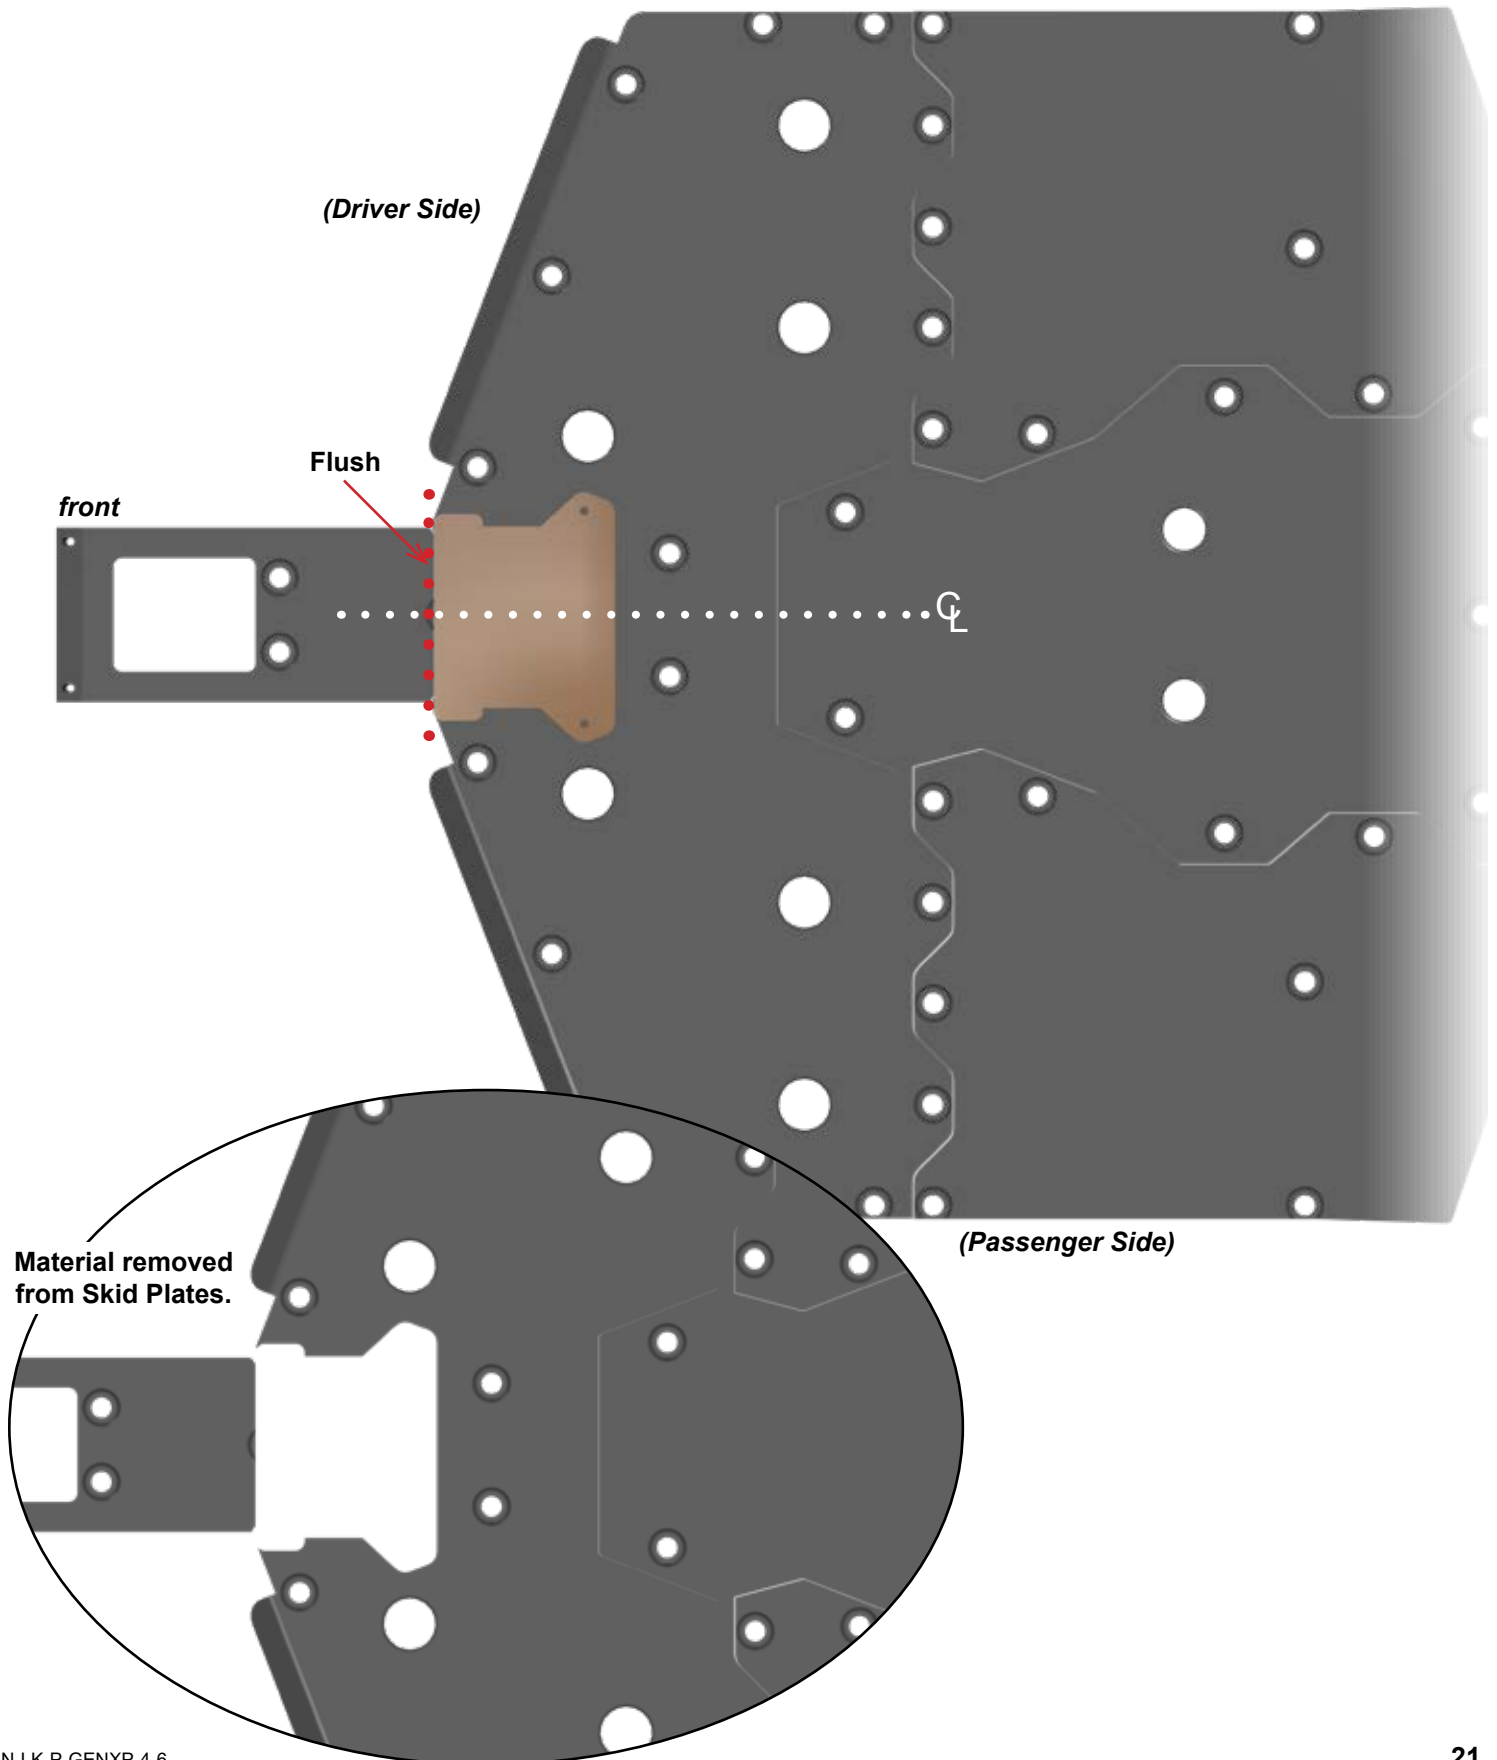 (Driver Side)
Flush
front
CL
(Passenger Side)
Material removed
from Skid Plates.
21